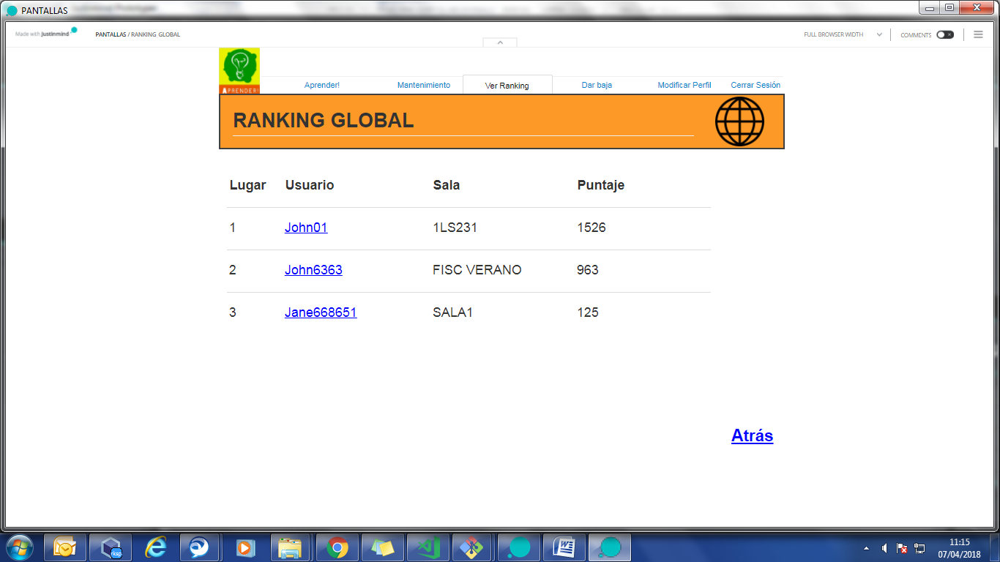 PANTALLAS
Made with justinmind
PANTALLAS / RANKING GLOBAL
FULL BROWSER WIDTH
COMMENTS
APRENDER!
Aprender!
Mantenimiento
Ver Ranking
Dar baja
Modificar Perfil
Cerrar Sesión
RANKING GLOBAL
Lugar Usuario Sala Puntaje
1 John01 1LS231 1526
2 John6363 FISC VERANO 963
3 Jane668651 SALA1 125
Atrás
ksp
11:15
07/04/2018